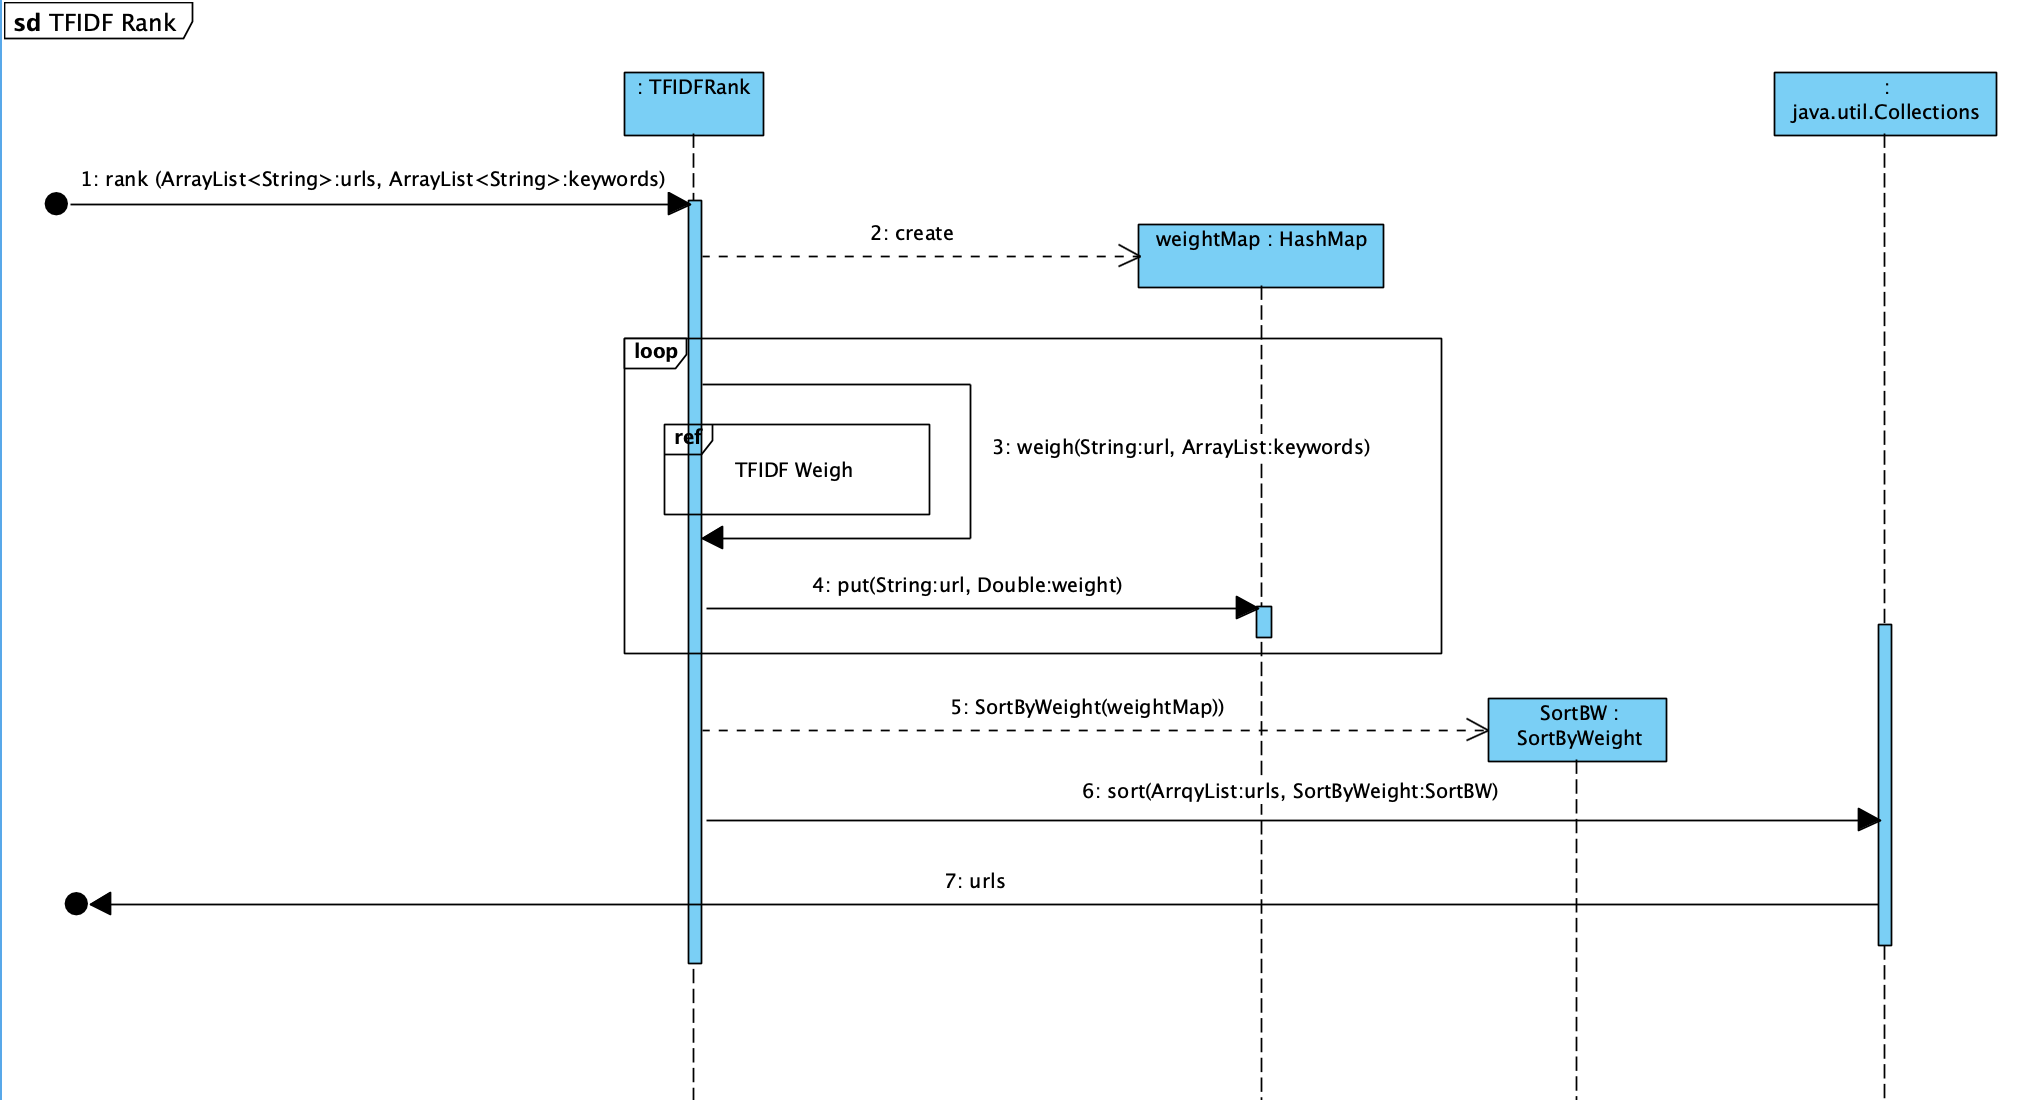 sd TFIDF Rank
: TFIDFRank
:
java.util.Collections
1: rank (ArrayList<String>:urls, ArrayList<String>:keywords)
2: create
weightMap : HashMap
loop
ref
TFIDF Weigh
3: weigh(String:url, ArrayList:keywords)
4: put(String:url, Double:weight)
5: SortByWeight(weightMap))
SortBW :
SortByWeight
6: sort(ArrqyList:urls, SortByWeight:SortBW)
7: urls